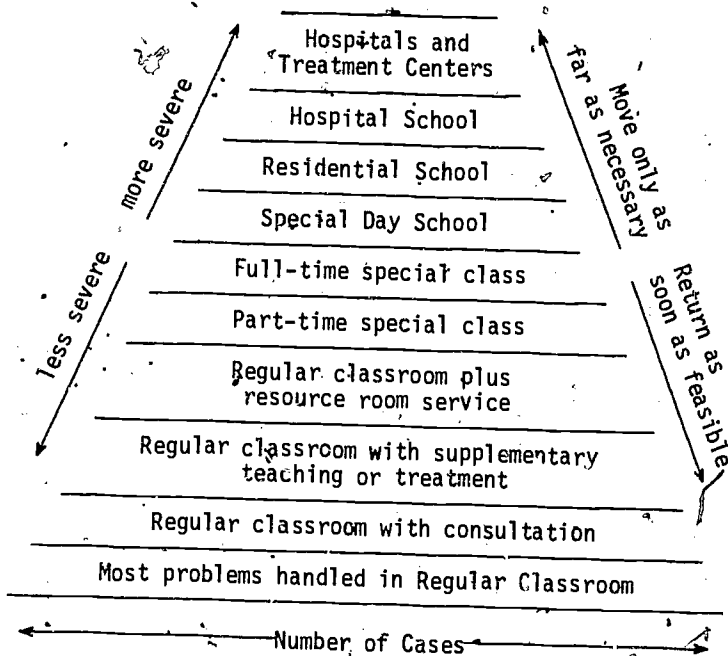 Hospitals and
Treatment Centers
Hospital School
Residential School
Special Day School
Full-time special class
Part-time special class
Regular classroom plus
resource room service
Regular classroom with supplementary
teaching or treatment
Regular classroom with consultation
Most problems handled in Regular Classroom
Number of Cases
more severe
less severe
Move only as
far as necessary
Return as
soon as feasible